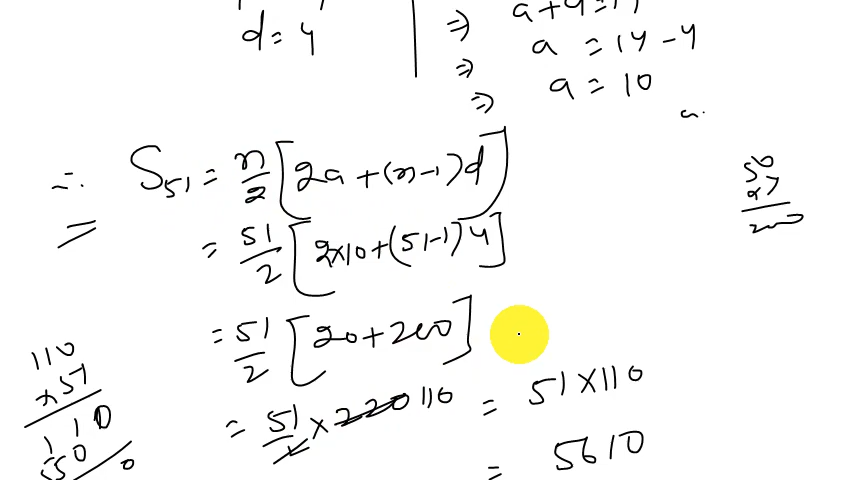 d = 4
⇒ a + 4 = 14
⇒ a = 14 - 4
⇒ a = 10
∴ S₅₁ = n/2 [2a + (n-1)d]
= 51/2 [2×10 + (51-1)4]
= 51/2 [20 + 200]
= 51/2 × 220 110 = 51 × 110
= 5610
50
200
110
×51
110
550